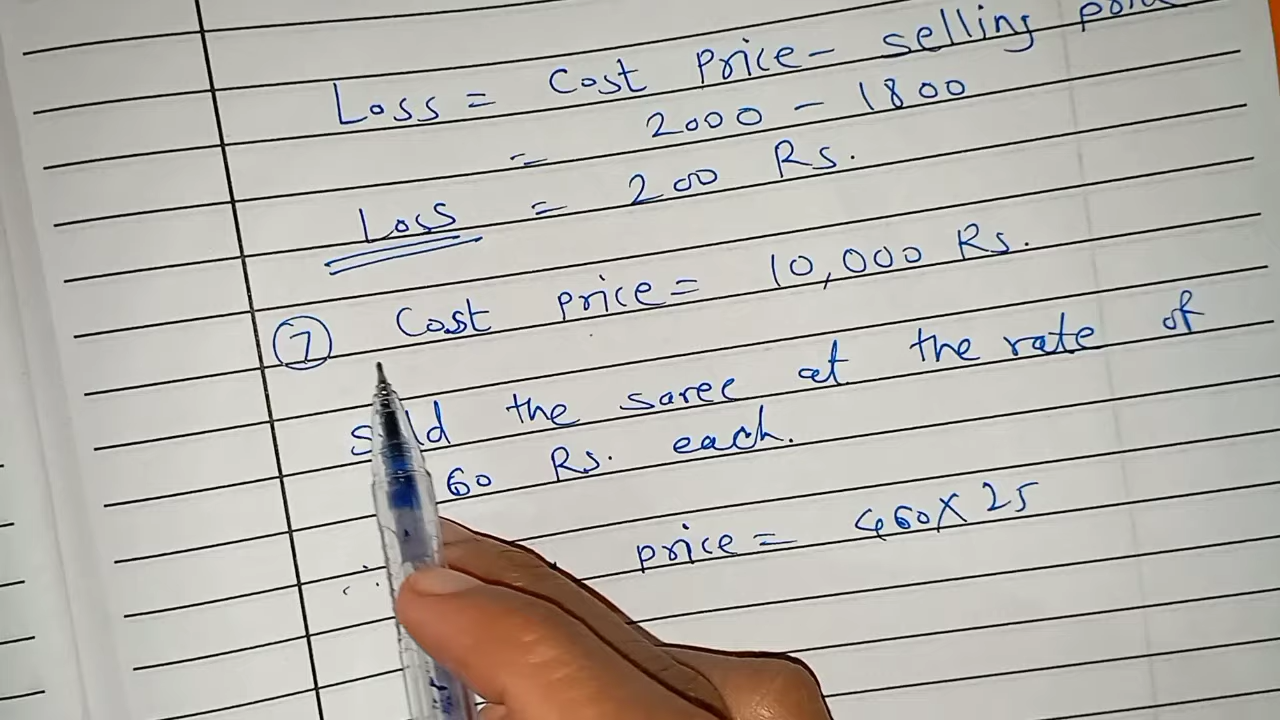 Loss = Cost Price - selling
= 2000 - 1800
Loss = 200 Rs.
7 Cost price = 10,000 Rs.
the saree at the rate of
60 Rs. each.
price = 460 X 25